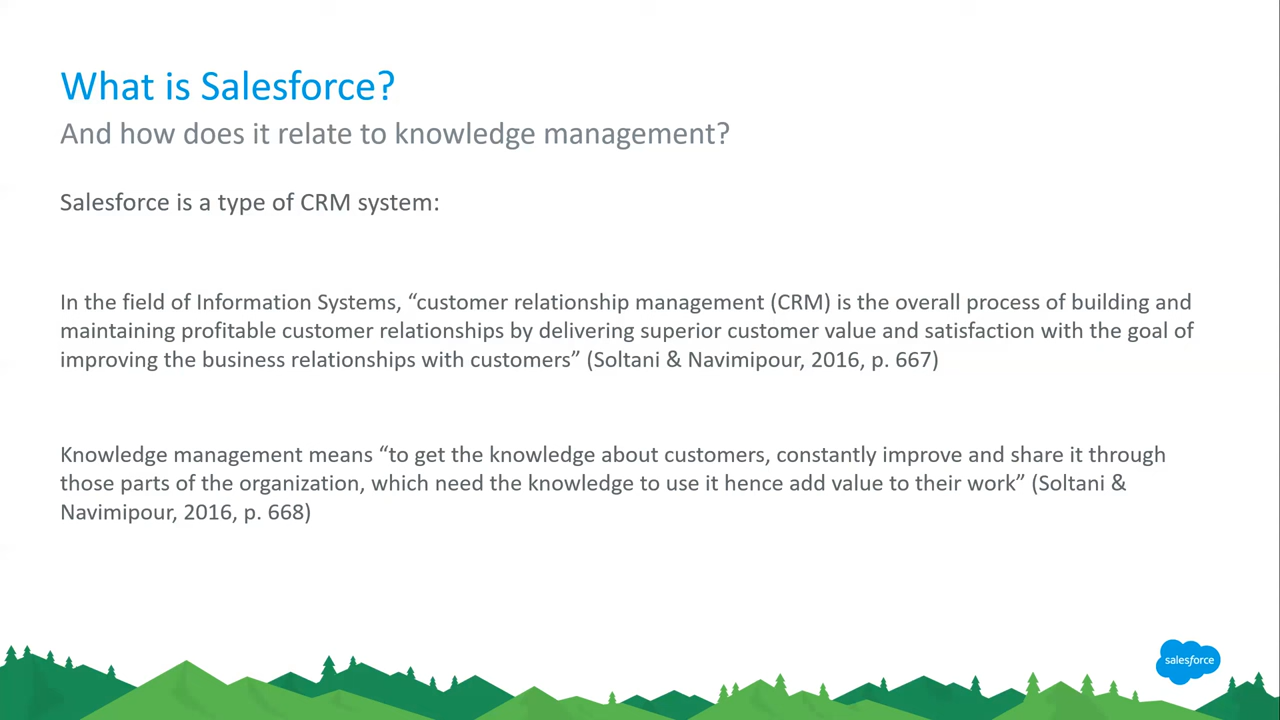 What is Salesforce?
And how does it relate to knowledge management?
Salesforce is a type of CRM system:
In the field of Information Systems, “customer relationship management (CRM) is the overall process of building and
maintaining profitable customer relationships by delivering superior customer value and satisfaction with the goal of
improving the business relationships with customers” (Soltani & Navimipour, 2016, p. 667)
Knowledge management means “to get the knowledge about customers, constantly improve and share it through
those parts of the organization, which need the knowledge to use it hence add value to their work” (Soltani &
Navimipour, 2016, p. 668)
salesforce